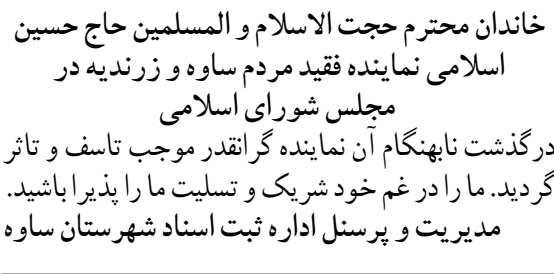 خاندان محترم حجت الاسلام و المسلمین حاج حسین
اسلامی نماینده فقید مردم ساوه و زرندیه در
مجلس شورای اسلامی
درگذشت نابهنگام آن نماینده گرانقدر موجب تاسف و تاثر
گردید. ما را در غم خود شریک و تسلیت ما را پذیرا باشید.
مدیریت و پرسنل اداره ثبت اسناد شهرستان ساوه